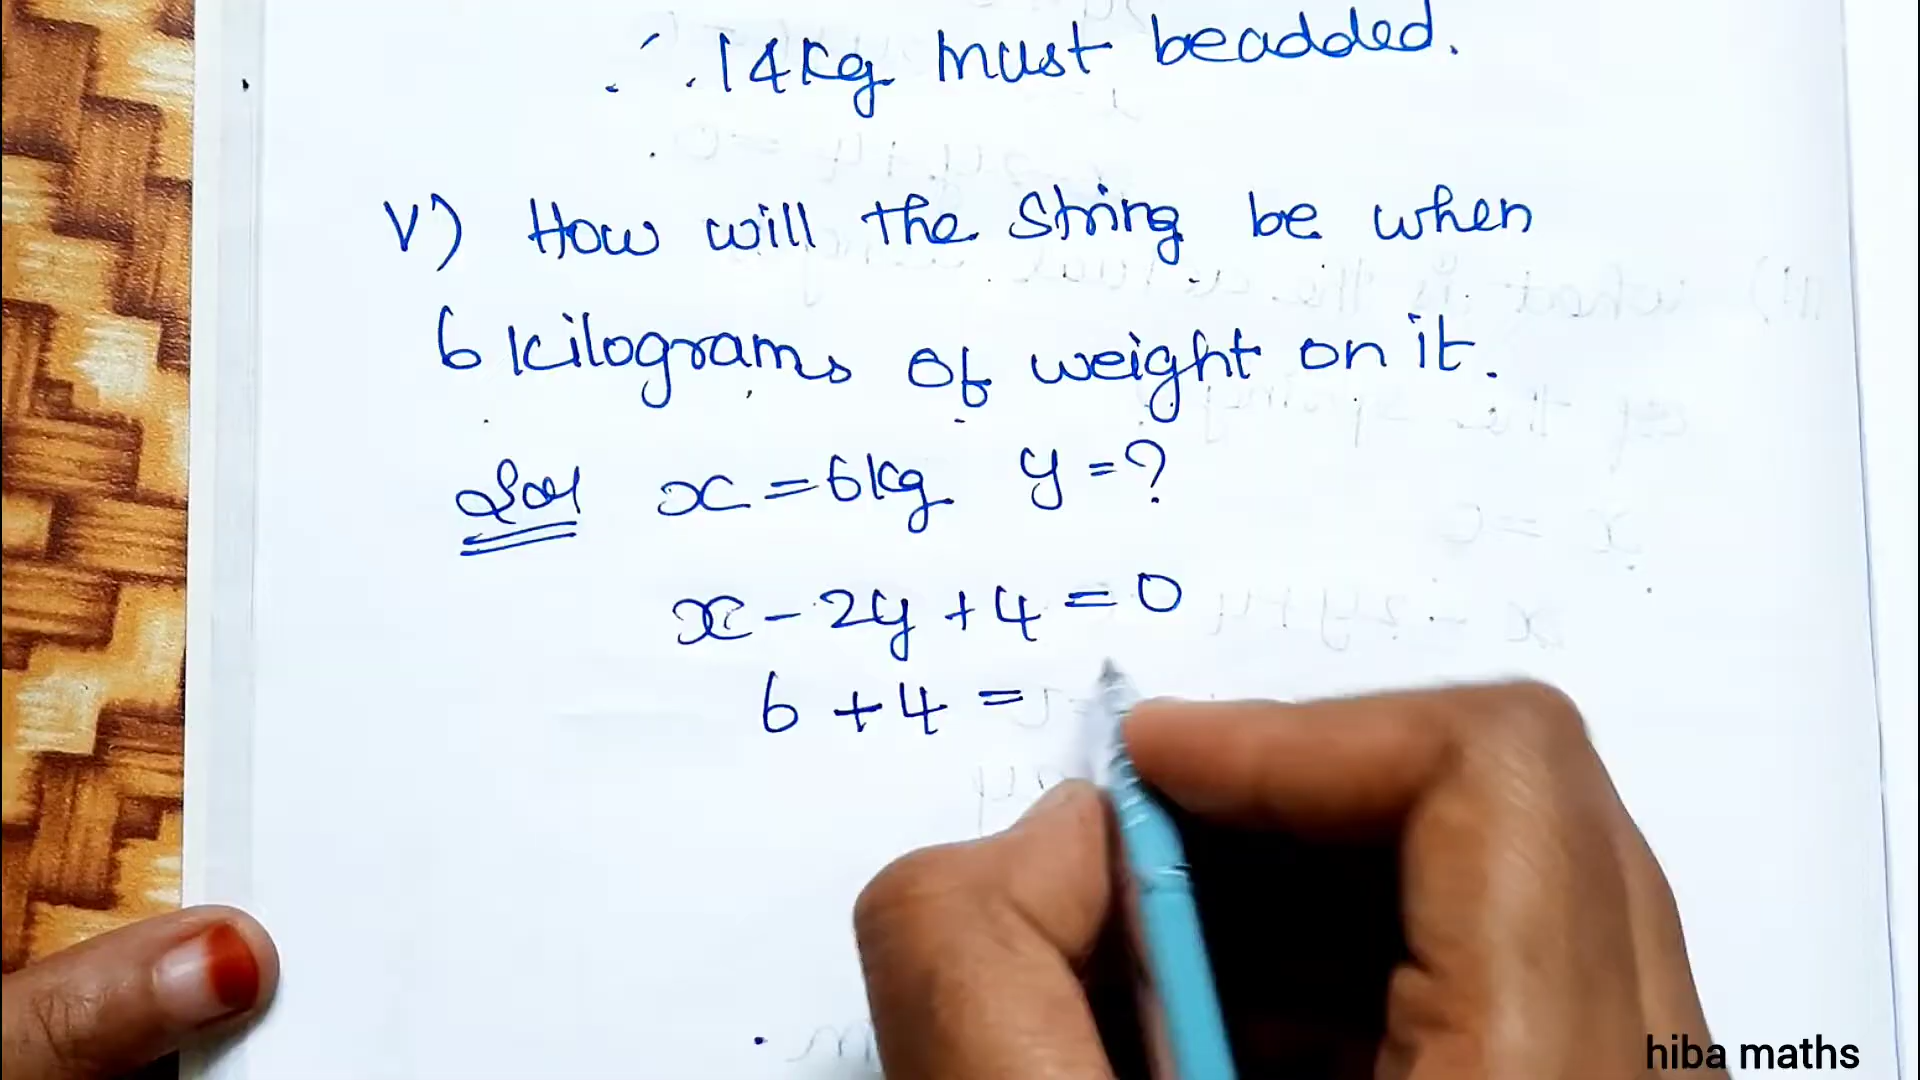 ∴ 14kg must be added.
V) How will the string be when
6 kilograms of weight on it.
Sol x = 6kg y = ?
x - 2y + 4 = 0
6 + 4 =
hiba maths